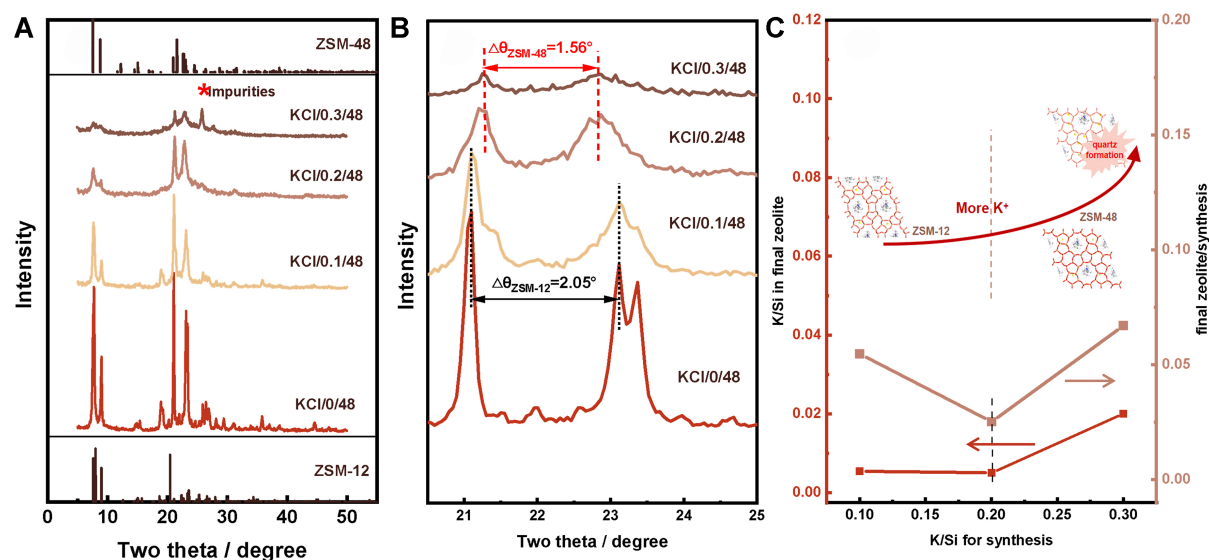 A
ZSM-48
*Impurities
KCl/0.3/48
KCl/0.2/48
KCl/0.1/48
KCl/0/48
ZSM-12
Intensity
0 10 20 30 40 50
Two theta / degree
B
△θZSM-48=1.56°
KCl/0.3/48
KCl/0.2/48
KCl/0.1/48
△θZSM-12=2.05°
KCl/0/48
Intensity
21 22 23 24 25
Two theta / degree
C
0.12
0.10
0.08
0.06
0.04
0.02
0.00
K/Si in final zeolite
quartz
formation
More K⁺
ZSM-12
ZSM-48
0.20
0.15
0.10
0.05
0.00
final zeolite/synthesis
0.10 0.15 0.20 0.25 0.30
K/Si for synthesis